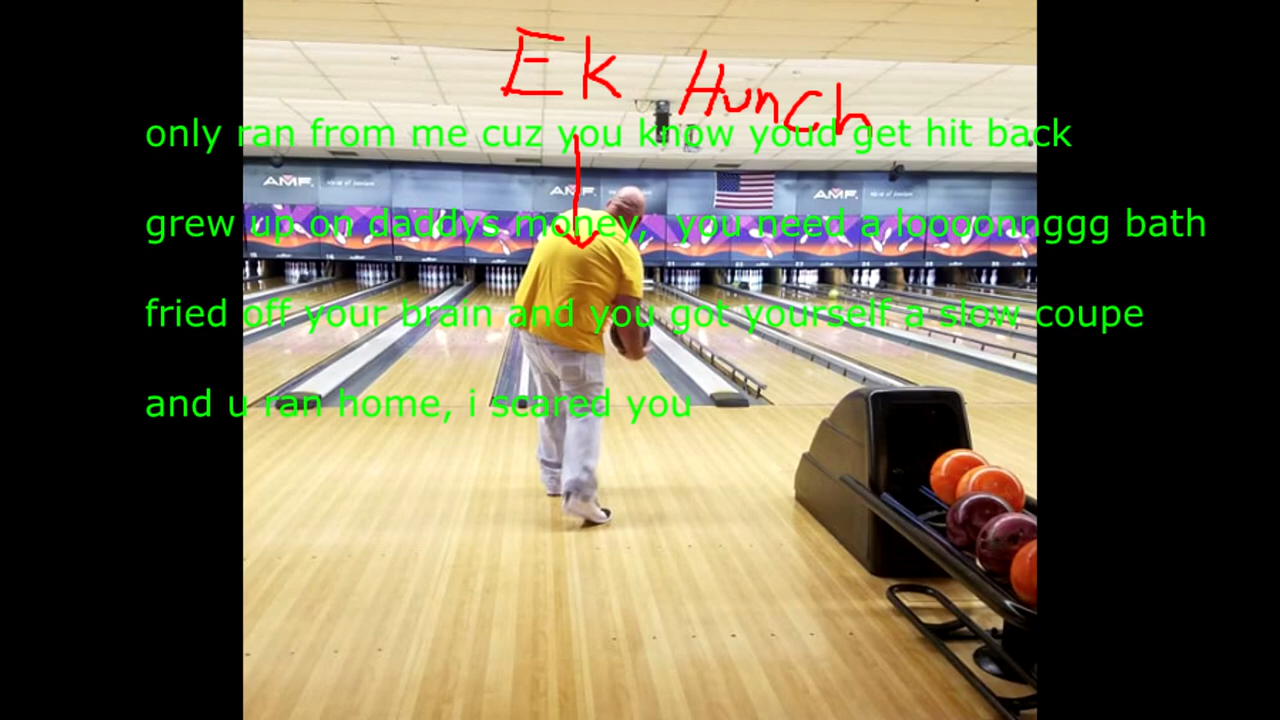 Ek Hunch
only ran from me cuz you know youd get hit back
AMF.
AMF.
AMF.
grew up on daddys money, you need a loooonnggg bath
fried off your brain and you got yourself a slow coupe
and u ran home, i scared you